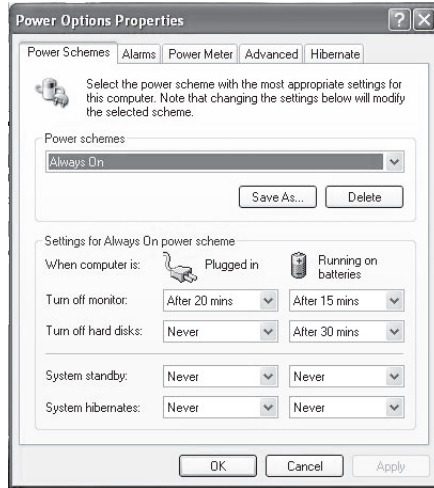 Power Options Properties
Power Schemes Alarms Power Meter Advanced Hibernate
Select the power scheme with the most appropriate settings for
this computer. Note that changing the settings below will modify
the selected scheme.
Power schemes
Always On
Save As... Delete
Settings for Always On power scheme
When computer is: Plugged in Running on
batteries
Turn off monitor: After 20 mins After 15 mins
Turn off hard disks: Never After 30 mins
System standby: Never Never
System hibernates: Never Never
OK Cancel Apply